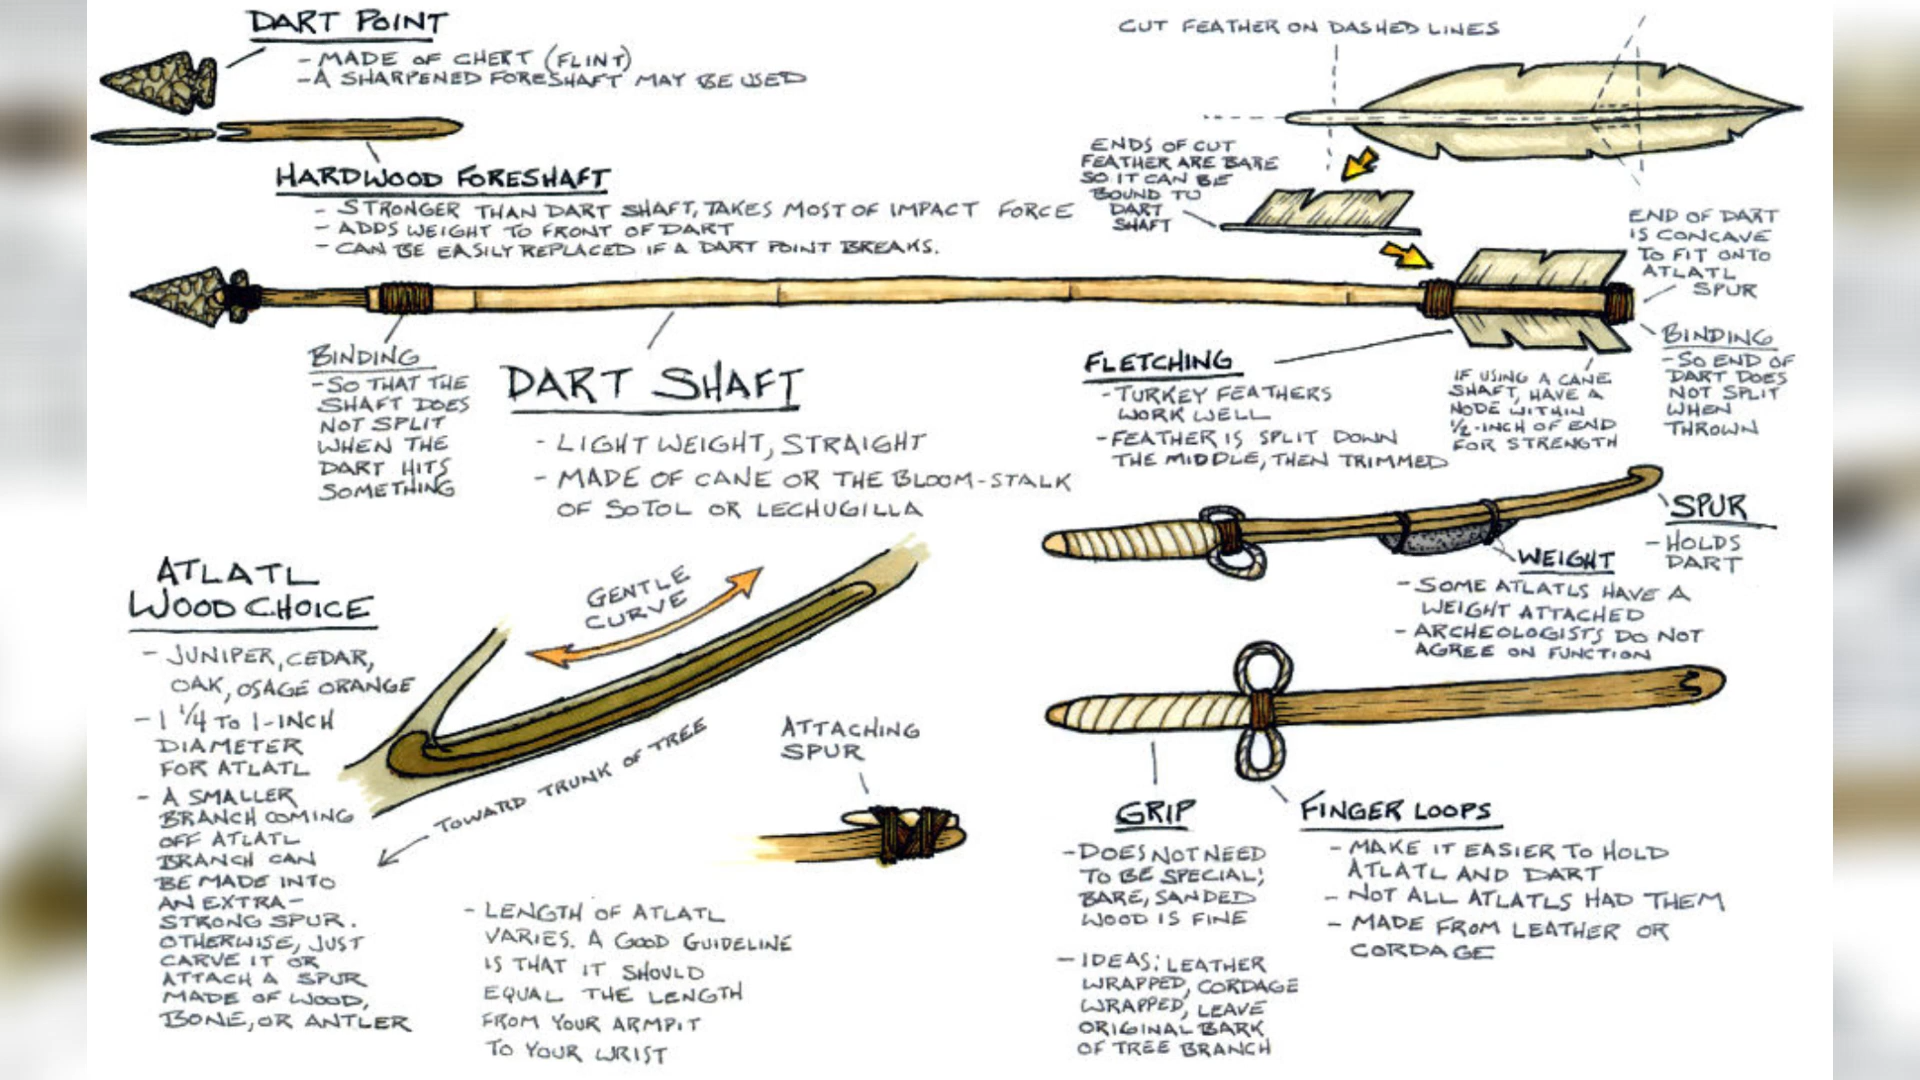 DART POINT
- MADE OF CHERT (FLINT)
- A SHARPENED FORESHAFT MAY BE USED
HARDWOOD FORESHAFT
- STRONGER THAN DART SHAFT, TAKES MOST OF IMPACT FORCE
- ADDS WEIGHT TO FRONT OF DART
- CAN BE EASILY REPLACED IF A DART POINT BREAKS.
CUT FEATHER ON DASHED LINES
ENDS OF CUT
FEATHER ARE BARE
SO IT CAN BE
BOUND TO
DART
SHAFT
END OF DART
IS CONCAVE
TO FIT ONTO
ATLATL
SPUR
BINDING
- SO THAT THE
SHAFT DOES
NOT SPLIT
WHEN THE
DART HITS
SOMETHING
DART SHAFT
- LIGHT WEIGHT, STRAIGHT
- MADE OF CANE OR THE BLOOM-STALK
OF SOTOL OR LECHUGILLA
FLETCHING
- TURKEY FEATHERS
WORK WELL
- FEATHER IS SPLIT DOWN
THE MIDDLE, THEN TRIMMED
IF USING A CANE
SHAFT, HAVE A
NODE WITHIN
1/2-INCH OF END
FOR STRENGTH
BINDING
- SO END OF
DART DOES
NOT SPLIT
WHEN
THROWN
ATLATL
WOOD CHOICE
- JUNIPER, CEDAR,
OAK, OSAGE ORANGE
- 1 1/4 TO 1-INCH
DIAMETER
FOR ATLATL
- A SMALLER
BRANCH COMING
OFF ATLATL
BRANCH CAN
BE MADE INTO
AN EXTRA-
STRONG SPUR.
OTHERWISE, JUST
CARVE IT OR
ATTACH A SPUR
MADE OF WOOD,
BONE, OR ANTLER
GENTLE
CURVE
TOWARD TRUNK OF TREE
ATTACHING
SPUR
- LENGTH OF ATLATL
VARIES. A GOOD GUIDELINE
IS THAT IT SHOULD
EQUAL THE LENGTH
FROM YOUR ARMPIT
TO YOUR WRIST
SPUR
- HOLDS
DART
WEIGHT
- SOME ATLATLS HAVE A
WEIGHT ATTACHED
- ARCHEOLOGISTS DO NOT
AGREE ON FUNCTION
GRIP
- DOES NOT NEED
TO BE SPECIAL;
BARE, SANDED
WOOD IS FINE
- IDEAS: LEATHER
WRAPPED, CORDAGE
WRAPPED, LEAVE
ORIGINAL BARK
OF TREE BRANCH
FINGER LOOPS
- MAKE IT EASIER TO HOLD
ATLATL AND DART
- NOT ALL ATLATLS HAD THEM
- MADE FROM LEATHER OR
CORDAGE